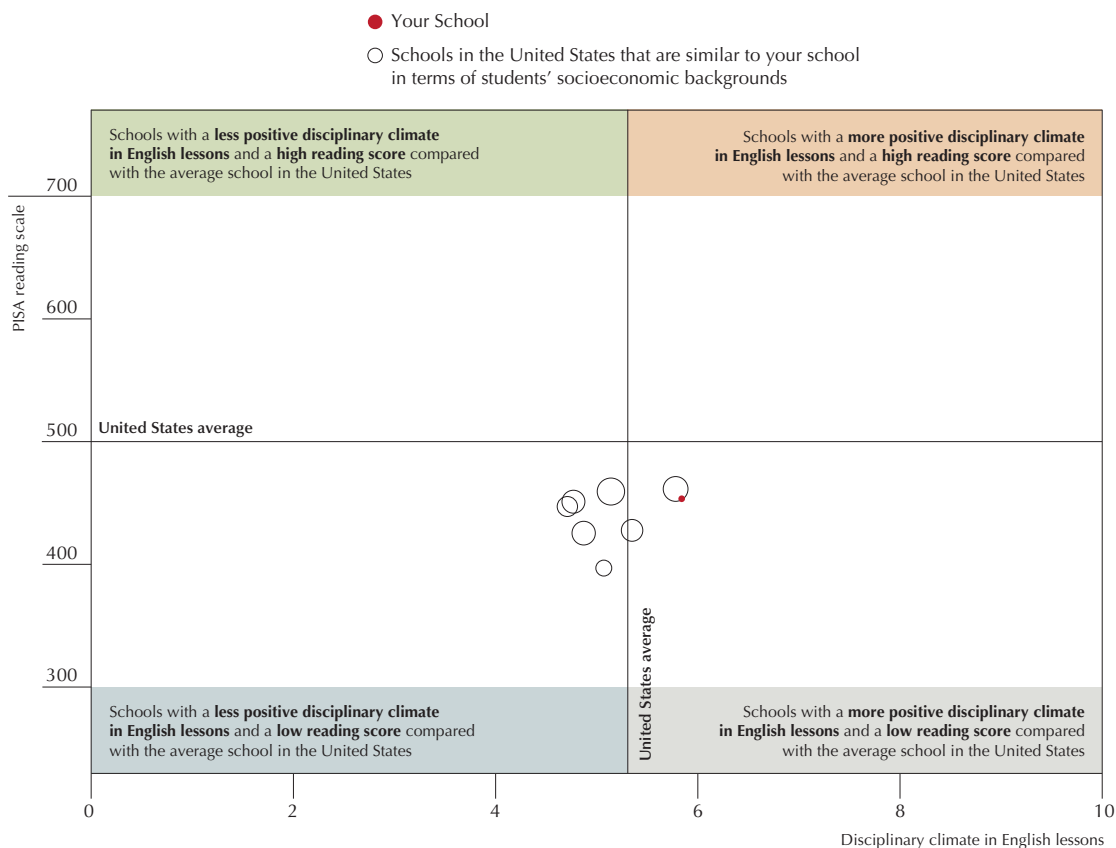 Your School
Schools in the United States that are similar to your school
in terms of students’ socioeconomic backgrounds
Schools with a less positive disciplinary climate
in English lessons and a high reading score compared
with the average school in the United States
Schools with a more positive disciplinary climate
in English lessons and a high reading score compared
with the average school in the United States
PISA reading scale
700
600
500
400
300
United States average
United States average
Schools with a less positive disciplinary climate
in English lessons and a low reading score compared
with the average school in the United States
Schools with a more positive disciplinary climate
in English lessons and a low reading score compared
with the average school in the United States
0
2
4
6
8
10
Disciplinary climate in English lessons